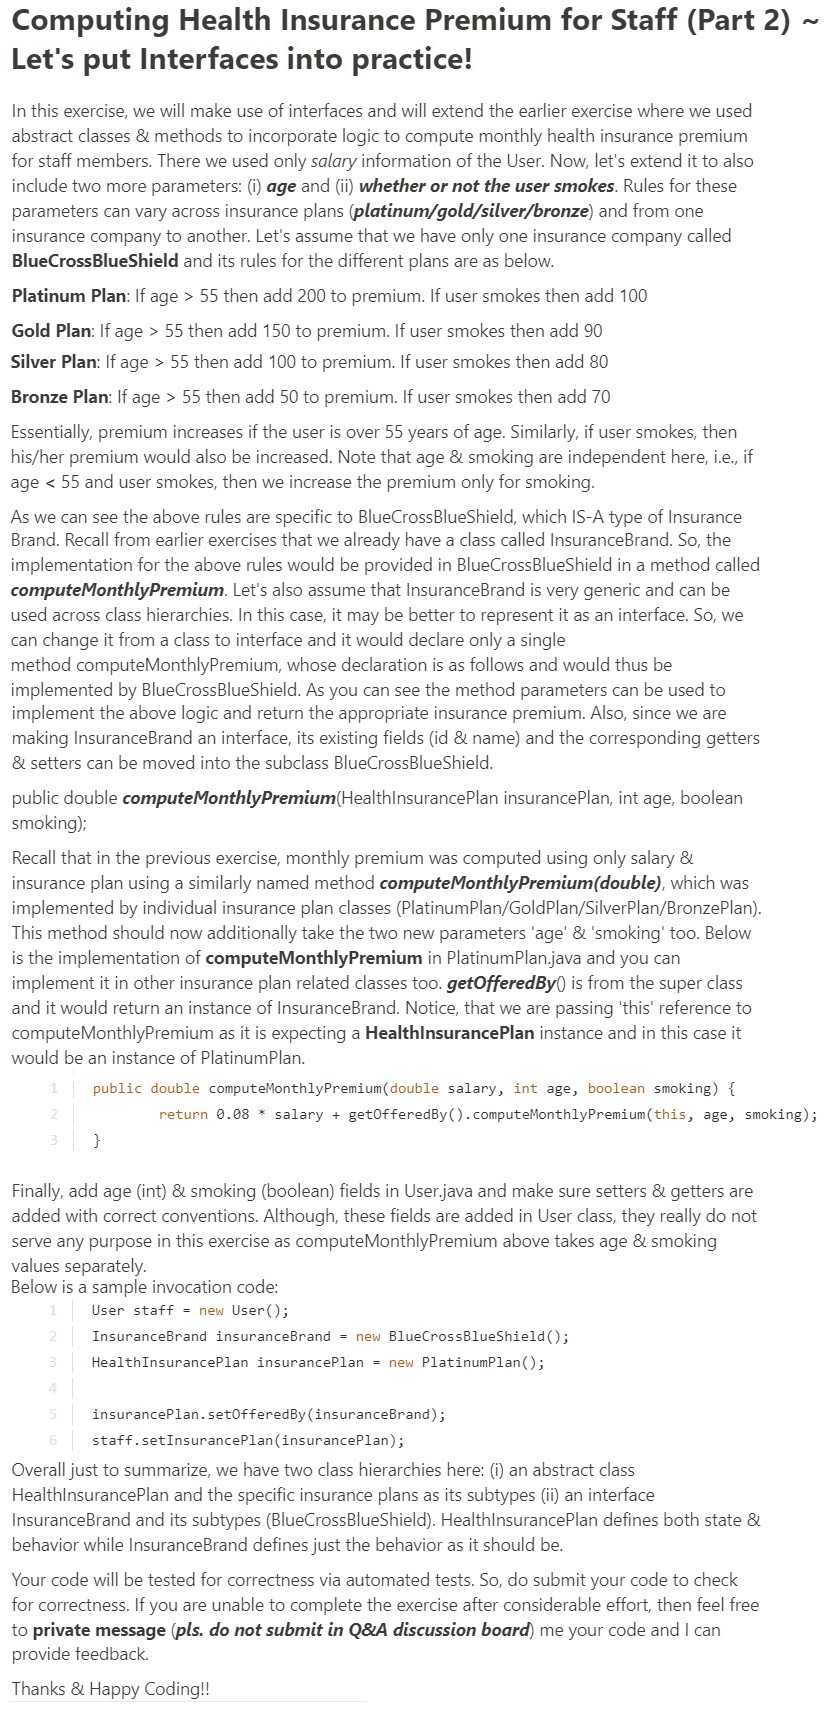 Computing Health Insurance Premium for Staff (Part 2) ~
Let's put Interfaces into practice!
In this exercise, we will make use of interfaces and will extend the earlier exercise where we used
abstract classes & methods to incorporate logic to compute monthly health insurance premium
for staff members. There we used only salary information of the User. Now, let's extend it to also
include two more parameters: (i) age and (ii) whether or not the user smokes. Rules for these
parameters can vary across insurance plans (platinum/gold/silver/bronze) and from one
insurance company to another. Let's assume that we have only one insurance company called
BlueCrossBlueShield and its rules for the different plans are as below.
Platinum Plan: If age > 55 then add 200 to premium. If user smokes then add 100
Gold Plan: If age > 55 then add 150 to premium. If user smokes then add 90
Silver Plan: If age > 55 then add 100 to premium. If user smokes then add 80
Bronze Plan: If age > 55 then add 50 to premium. If user smokes then add 70
Essentially, premium increases if the user is over 55 years of age. Similarly, if user smokes, then
his/her premium would also be increased. Note that age & smoking are independent here, i.e., if
age < 55 and user smokes, then we increase the premium only for smoking.
As we can see the above rules are specific to BlueCrossBlueShield, which IS-A type of Insurance
Brand. Recall from earlier exercises that we already have a class called InsuranceBrand. So, the
implementation for the above rules would be provided in BlueCrossBlueShield in a method called
computeMonthlyPremium. Let's also assume that InsuranceBrand is very generic and can be
used across class hierarchies. In this case, it may be better to represent it as an interface. So, we
can change it from a class to interface and it would declare only a single
method computeMonthlyPremium, whose declaration is as follows and would thus be
implemented by BlueCrossBlueShield. As you can see the method parameters can be used to
implement the above logic and return the appropriate insurance premium. Also, since we are
making InsuranceBrand an interface, its existing fields (id & name) and the corresponding getters
& setters can be moved into the subclass BlueCrossBlueShield.
public double computeMonthlyPremium(HealthInsurancePlan insurancePlan, int age, boolean
smoking);
Recall that in the previous exercise, monthly premium was computed using only salary &
insurance plan using a similarly named method computeMonthlyPremium(double), which was
implemented by individual insurance plan classes (PlatinumPlan/GoldPlan/SilverPlan/BronzePlan).
This method should now additionally take the two new parameters 'age' & 'smoking' too. Below
is the implementation of computeMonthlyPremium in PlatinumPlan.java and you can
implement it in other insurance plan related classes too. getOfferedBy() is from the super class
and it would return an instance of InsuranceBrand. Notice, that we are passing 'this' reference to
computeMonthlyPremium as it is expecting a HealthInsurancePlan instance and in this case it
would be an instance of PlatinumPlan.
1 public double computeMonthlyPremium(double salary, int age, boolean smoking) {
2 return 0.08 * salary + getOfferedBy().computeMonthlyPremium(this, age, smoking);
3 }
Finally, add age (int) & smoking (boolean) fields in User.java and make sure setters & getters are
added with correct conventions. Although, these fields are added in User class, they really do not
serve any purpose in this exercise as computeMonthlyPremium above takes age & smoking
values separately.
Below is a sample invocation code:
1 User staff = new User();
2 InsuranceBrand insuranceBrand = new BlueCrossBlueShield();
3 HealthInsurancePlan insurancePlan = new PlatinumPlan();
4
5 insurancePlan.setOfferedBy(insuranceBrand);
6 staff.setInsurancePlan(insurancePlan);
Overall just to summarize, we have two class hierarchies here: (i) an abstract class
HealthInsurancePlan and the specific insurance plans as its subtypes (ii) an interface
InsuranceBrand and its subtypes (BlueCrossBlueShield). HealthInsurancePlan defines both state &
behavior while InsuranceBrand defines just the behavior as it should be.
Your code will be tested for correctness via automated tests. So, do submit your code to check
for correctness. If you are unable to complete the exercise after considerable effort, then feel free
to private message (pls. do not submit in Q&A discussion board) me your code and I can
provide feedback.
Thanks & Happy Coding!!